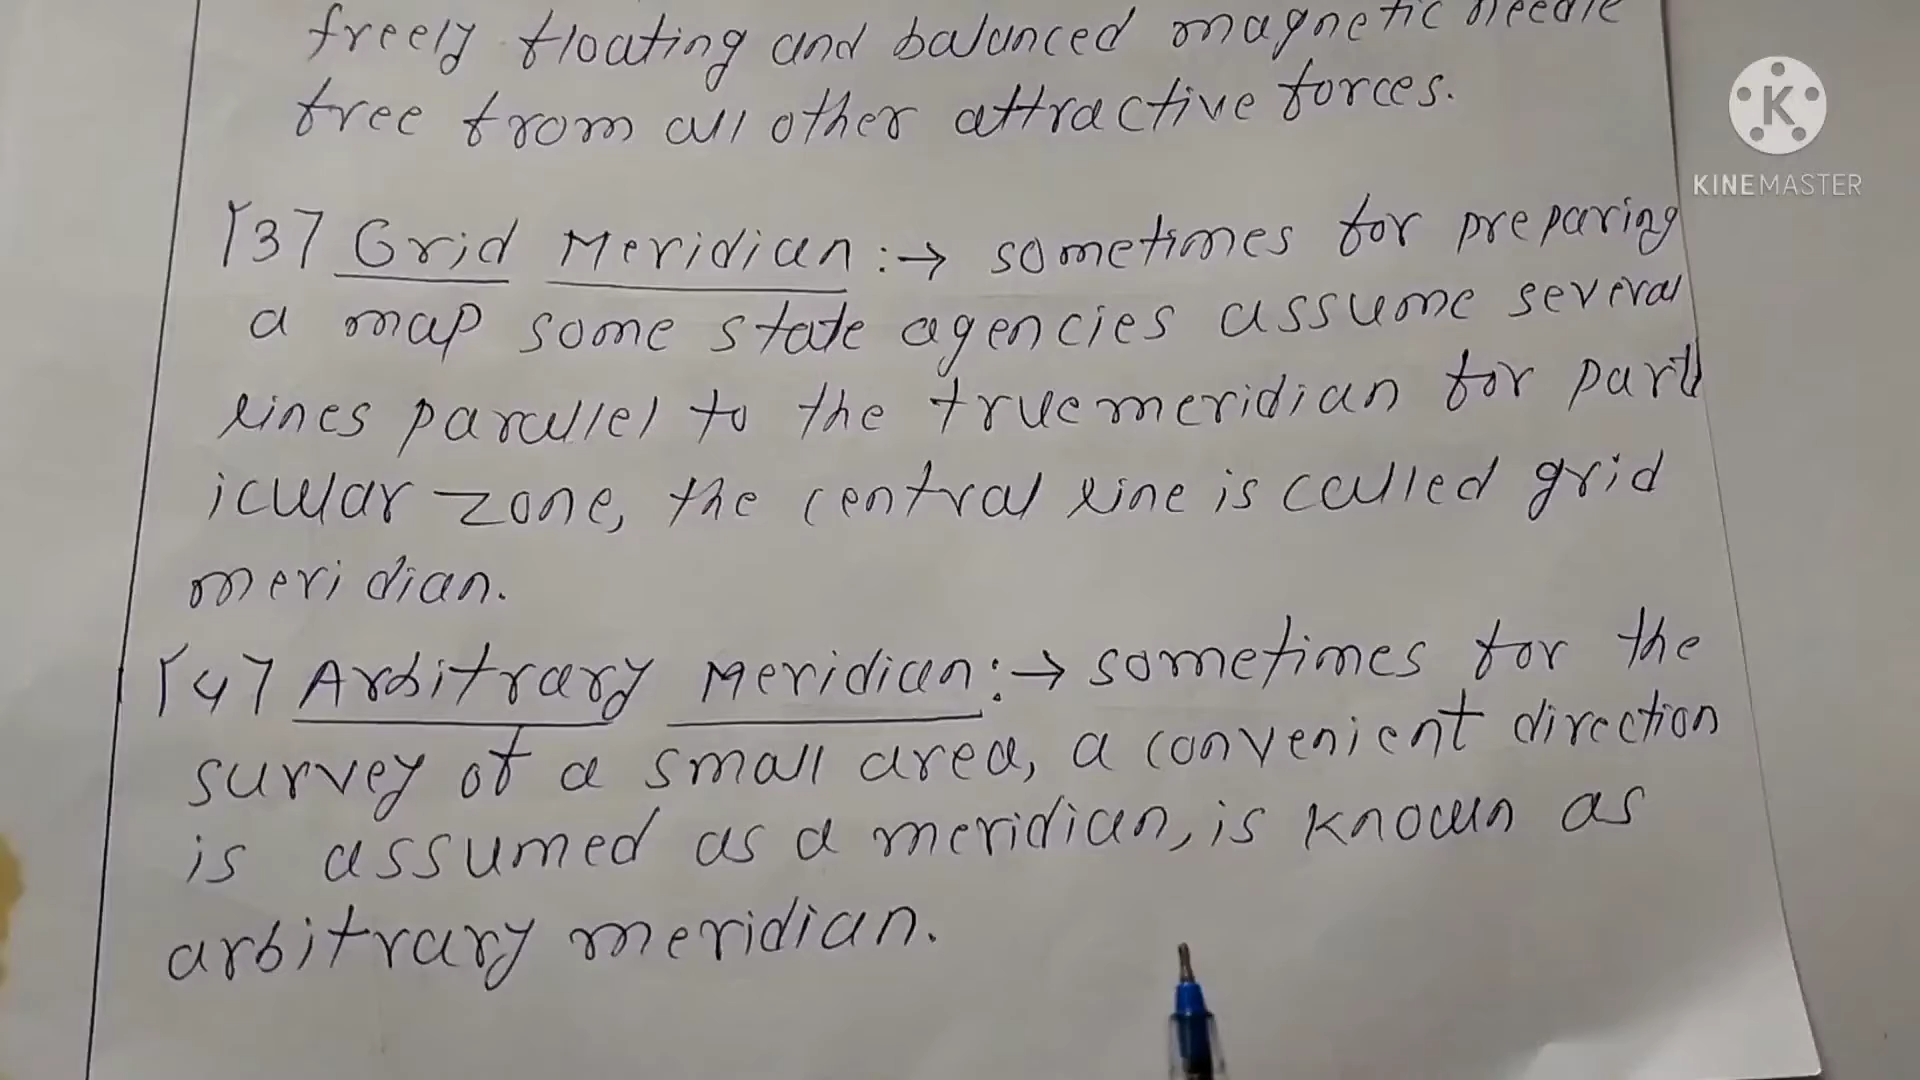 freely floating and balanced magnetic needle
free from all other attractive forces.
K
KINEMASTER
[3] Grid Meridian :→ sometimes for preparing
a map some state agencies assume several
lines parallel to the true meridian for part
icular zone, the central line is called grid
meridian.
[4] Arbitrary Meridian :→ sometimes for the
survey of a small area, a convenient direction
is assumed as a meridian, is known as
arbitrary meridian.